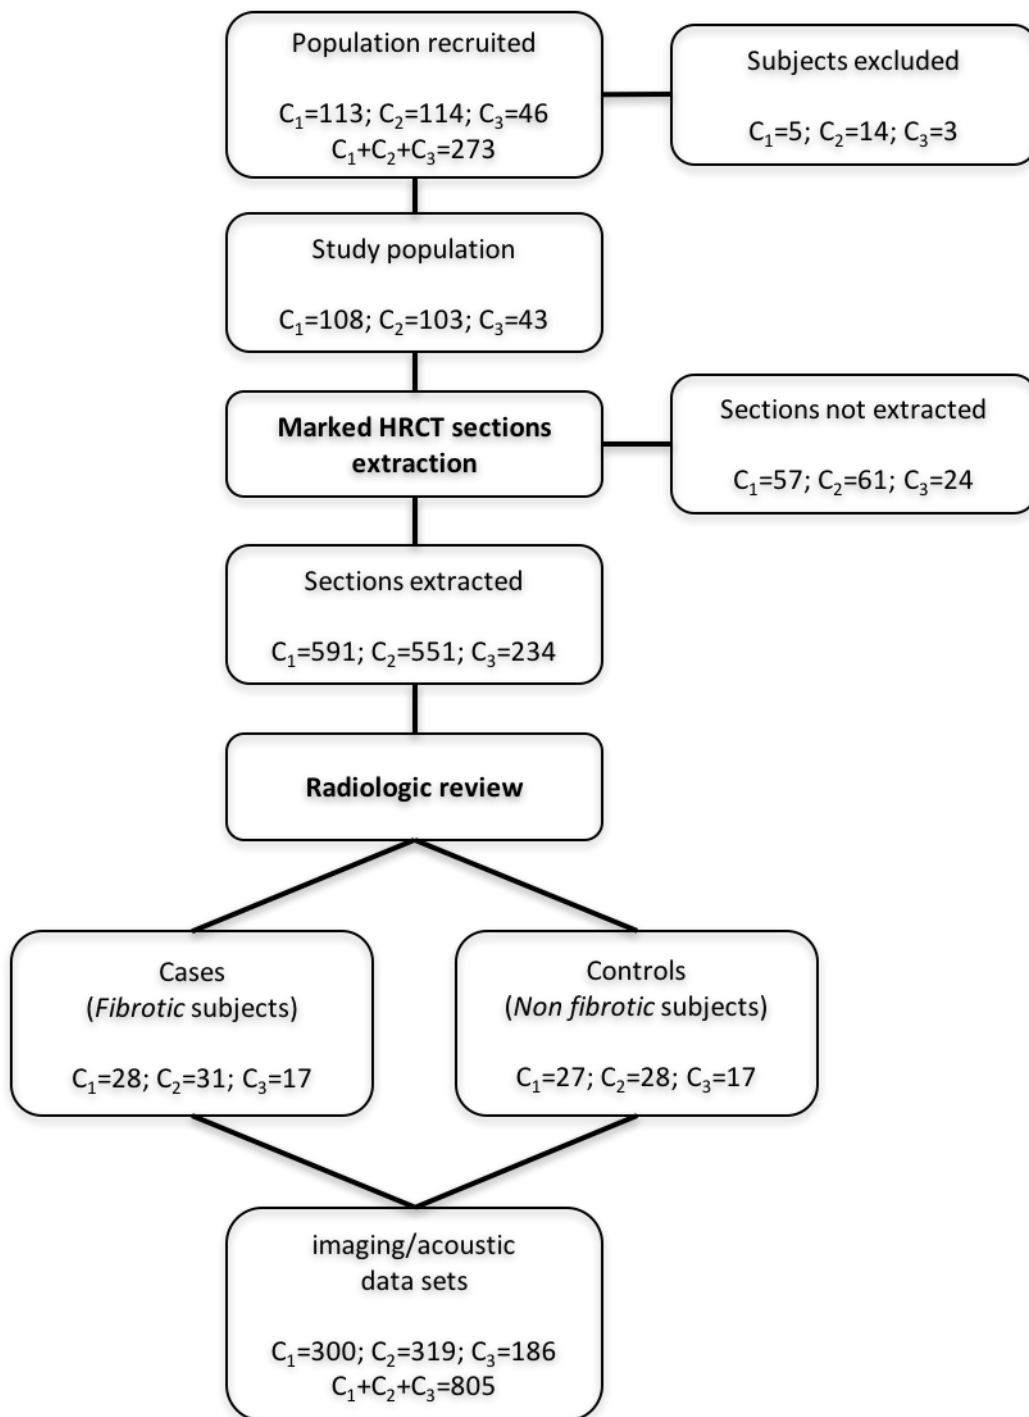 Population recruited
C₁=113; C₂=114; C₃=46
C₁+C₂+C₃=273
Subjects excluded
C₁=5; C₂=14; C₃=3
Study population
C₁=108; C₂=103; C₃=43
Marked HRCT sections
extraction
Sections not extracted
C₁=57; C₂=61; C₃=24
Sections extracted
C₁=591; C₂=551; C₃=234
Radiologic review
Cases
(Fibrotic subjects)
C₁=28; C₂=31; C₃=17
Controls
(Non fibrotic subjects)
C₁=27; C₂=28; C₃=17
imaging/acoustic
data sets
C₁=300; C₂=319; C₃=186
C₁+C₂+C₃=805